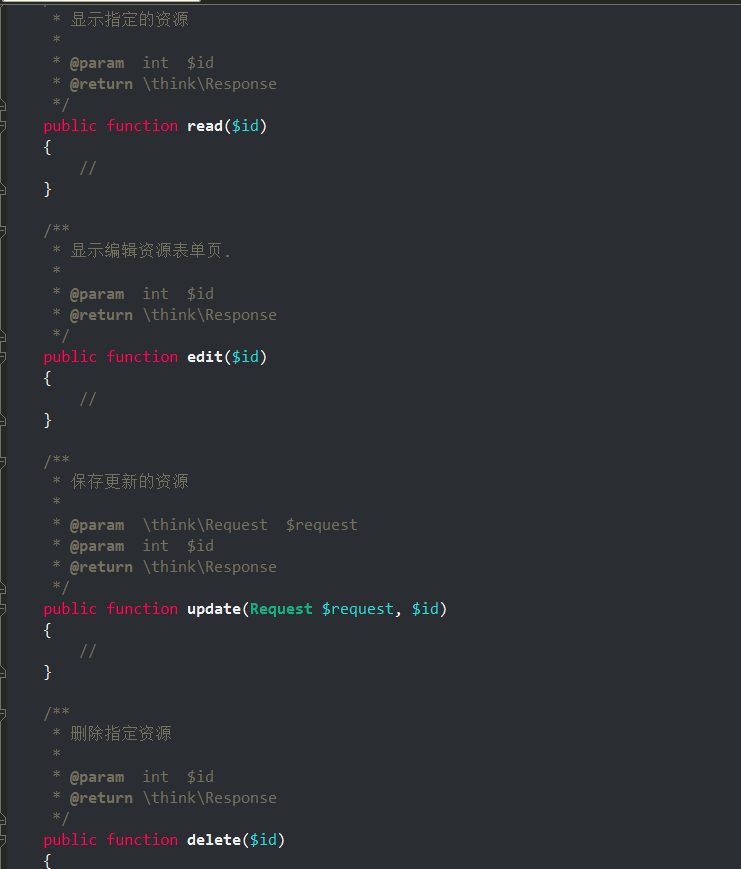 * 显示指定的资源
*
* @param  int  $id
* @return \think\Response
*/
public function read($id)
{
//
}
/**
* 显示编辑资源表单页.
*
* @param  int  $id
* @return \think\Response
*/
public function edit($id)
{
//
}
/**
* 保存更新的资源
*
* @param  \think\Request  $request
* @param  int  $id
* @return \think\Response
*/
public function update(Request $request, $id)
{
//
}
/**
* 删除指定资源
*
* @param  int  $id
* @return \think\Response
*/
public function delete($id)
{